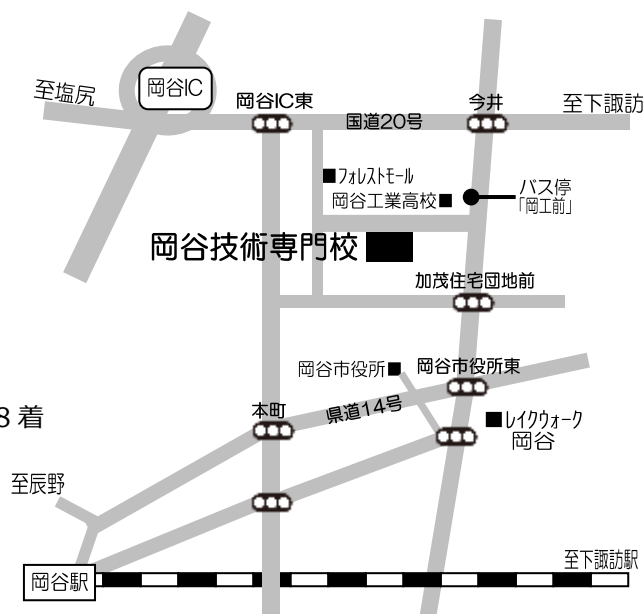 岡谷IC
至塩尻
岡谷IC東
今井
至下諏訪
国道20号
フォレストモール
バス停
「岡工前」
岡谷工業高校
岡谷技術専門校
加茂住宅団地前
岡谷市役所
岡谷市役所東
8 着
本町
県道14号
レイクウォーク
岡谷
至辰野
至下諏訪駅
岡谷駅